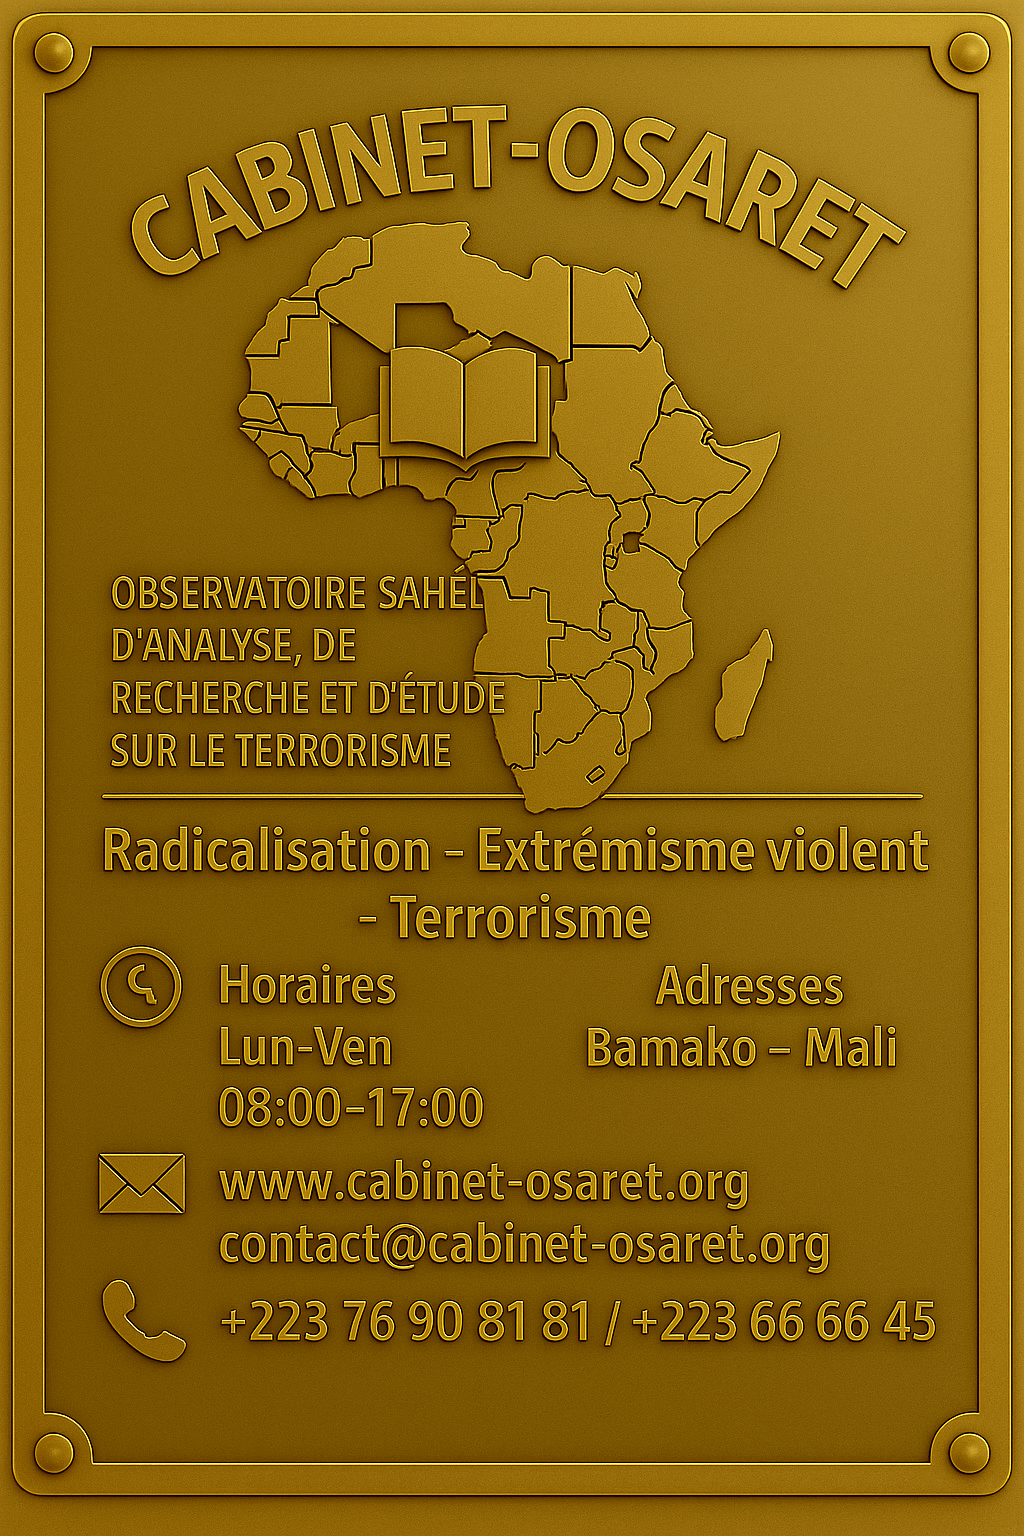 CABINET-OSARET
OBSERVATOIRE SAHÉL
D'ANALYSE, DE
RECHERCHE ET D'ÉTUDE
SUR LE TERRORISME
Radicalisation – Extrémisme violent
– Terrorisme
Horaires
Lun-Ven
08:00–17:00
Adresses
Bamako – Mali
www.cabinet-osaret.org
contact@cabinet-osaret.org
+223 76 90 81 81 / +223 66 66 45